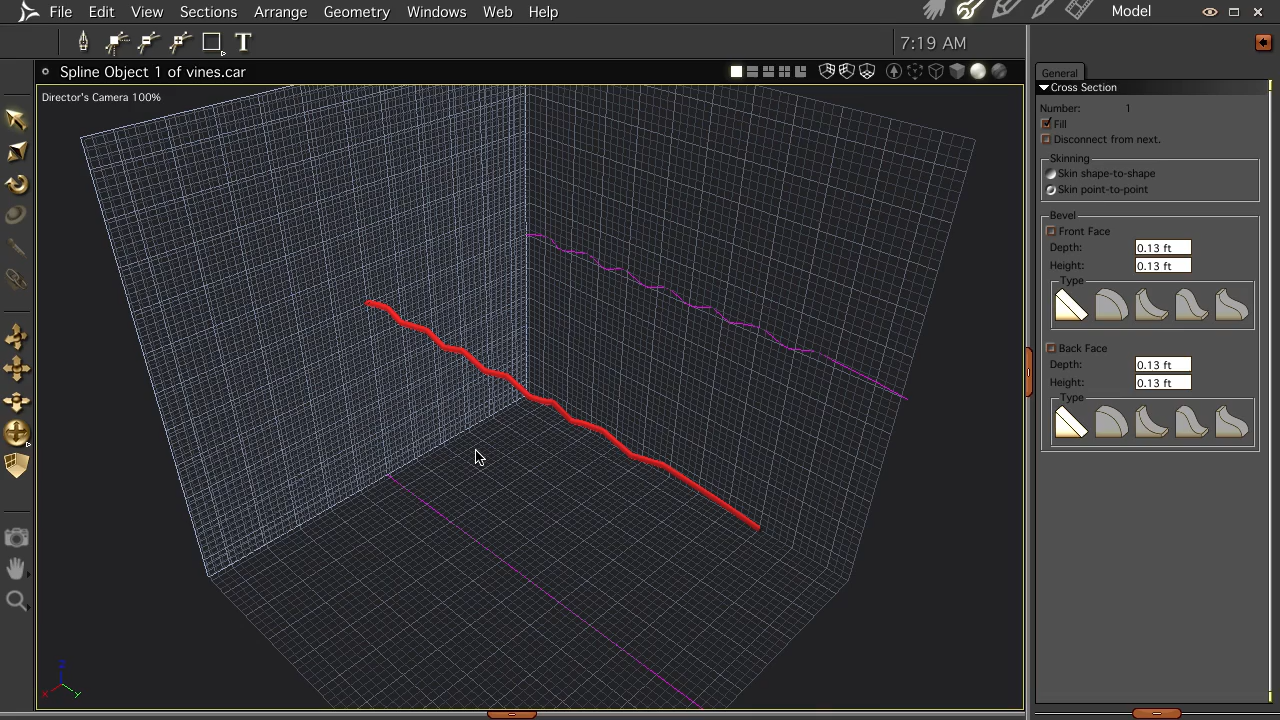 File Edit View Sections Arrange Geometry Windows Web Help Model
T 7:19 AM
Spline Object 1 of vines.car
Director's Camera 100%
General
Cross Section
Number: 1
Fill
Disconnect from next.
Skinning
Skin shape-to-shape
Skin point-to-point
Bevel
Front Face
Depth: 0.13 ft
Height: 0.13 ft
Type
Back Face
Depth: 0.13 ft
Height: 0.13 ft
Type
Z
X Y